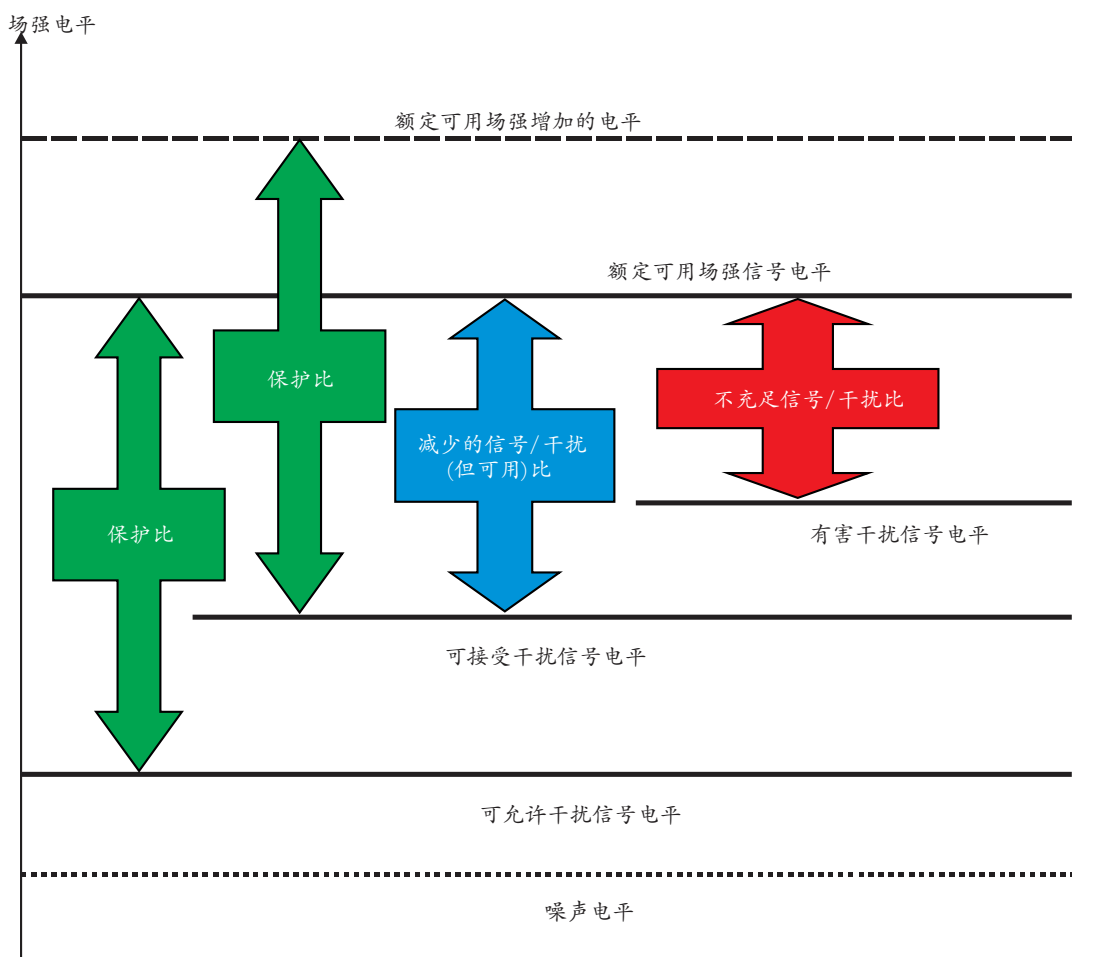 场强电平
额定可用场强增加的电平
额定可用场强信号电平
保护比
不充足信号/干扰比
减少的信号/干扰
(但可用)比
保护比
有害干扰信号电平
可接受干扰信号电平
可允许干扰信号电平
噪声电平